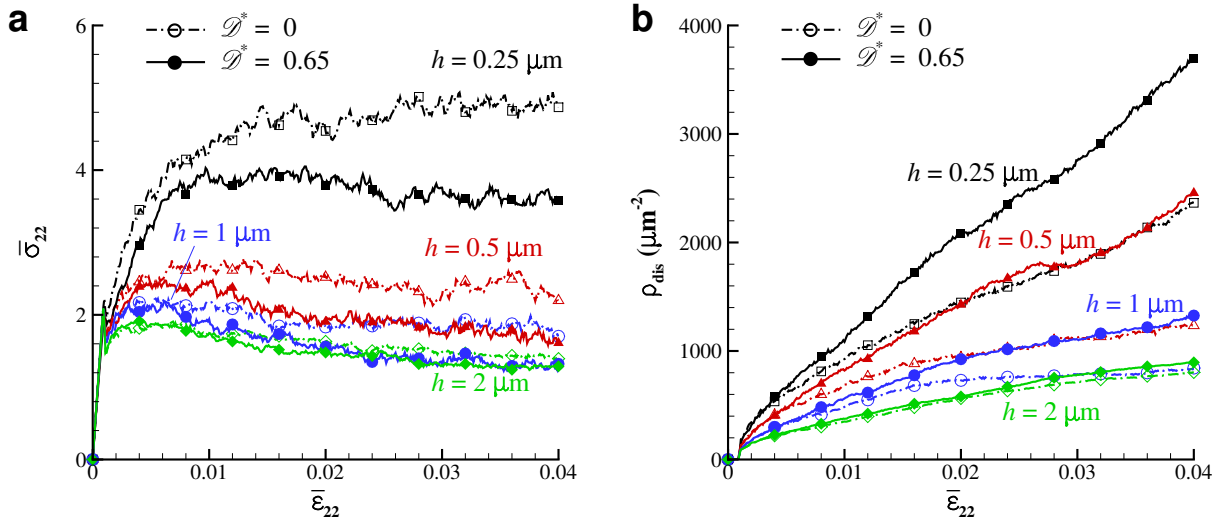 a
𝒟* = 0
𝒟* = 0.65
h = 0.25 μm
h = 1 μm
h = 0.5 μm
h = 2 μm
6
4
2
0
0 0.01 0.02 0.03 0.04
σ̅22
ε̅22
b
𝒟* = 0
𝒟* = 0.65
h = 0.25 μm
h = 0.5 μm
h = 1 μm
h = 2 μm
4000
3000
2000
1000
0
0 0.01 0.02 0.03 0.04
ρdis (μm⁻²)
ε̅22